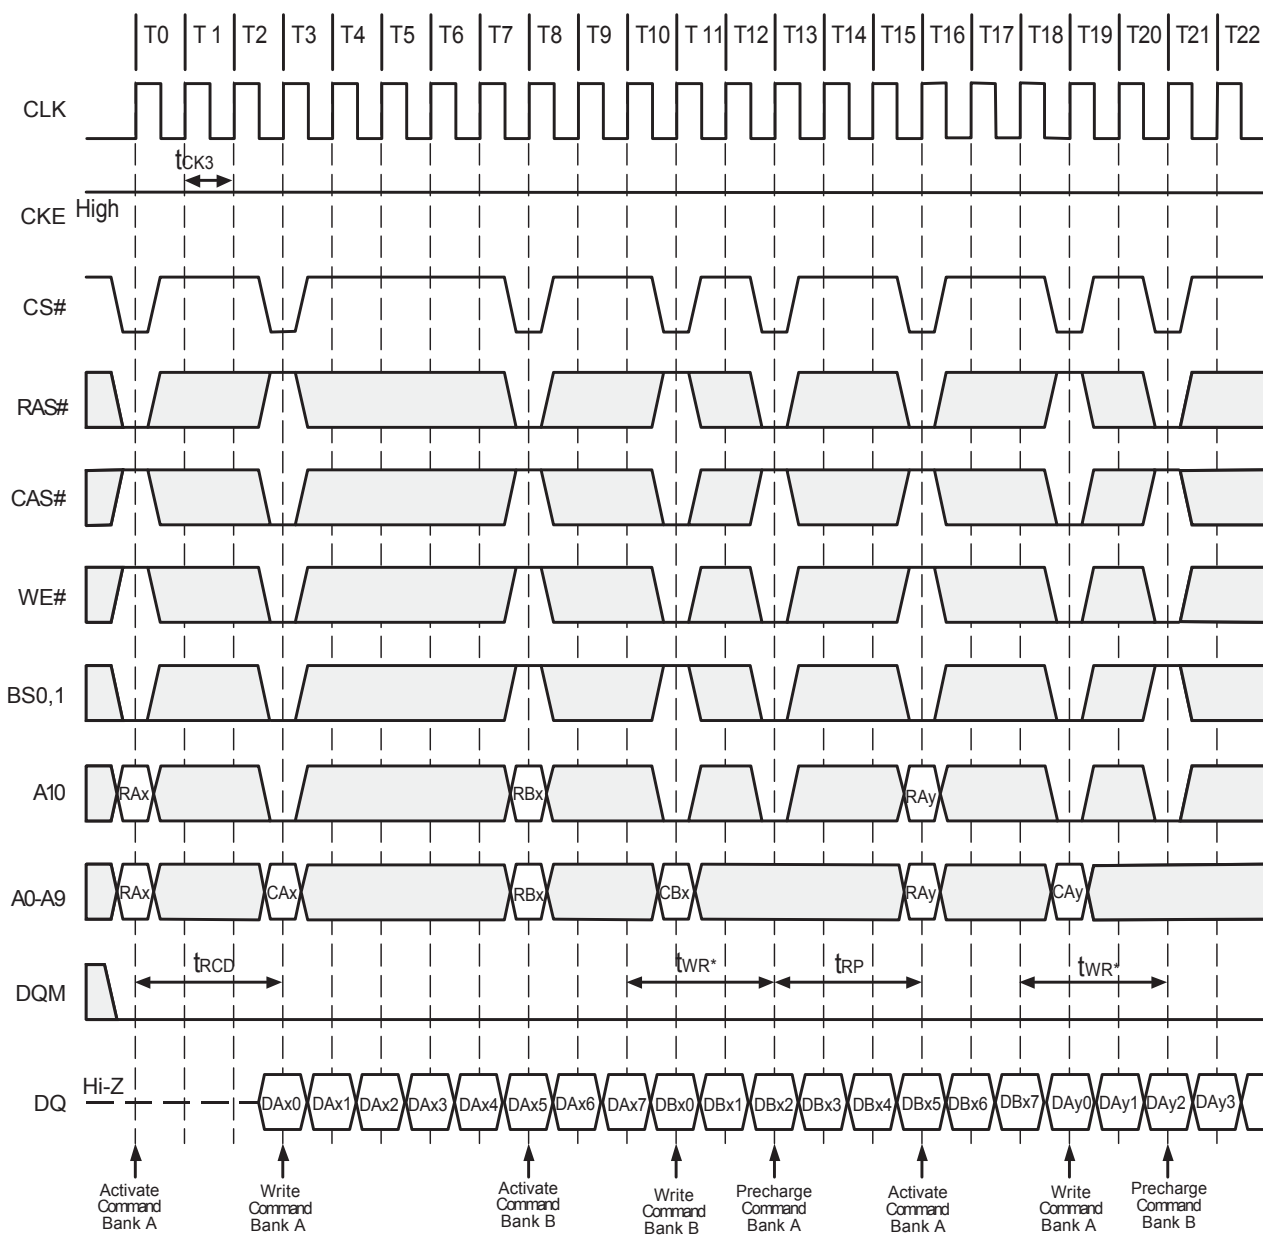 T0 T 1 T2 T3 T4 T5 T6 T7 T8 T9 T10 T 11 T12 T13 T14 T15 T16 T17 T18 T19 T20 T21 T22
CLK
tCK3
High
CKE
CS#
RAS#
CAS#
WE#
BS0,1
A10 RAx RBx RAy
A0-A9 RAx CAx RBx CBx RAy CAy
tRCD tWR* tRP tWR*
DQM
Hi-Z
DQ DAx0 DAx1 DAx2 DAx3 DAx4 DAx5 DAx6 DAx7 DBx0 DBx1 DBx2 DBx3 DBx4 DBx5 DBx6 DBx7 DAy0 DAy1 DAy2 DAy3
Activate
Command
Bank A
Write
Command
Bank A
Activate
Command
Bank B
Write
Command
Bank B
Precharge
Command
Bank A
Activate
Command
Bank A
Write
Command
Bank A
Precharge
Command
Bank B